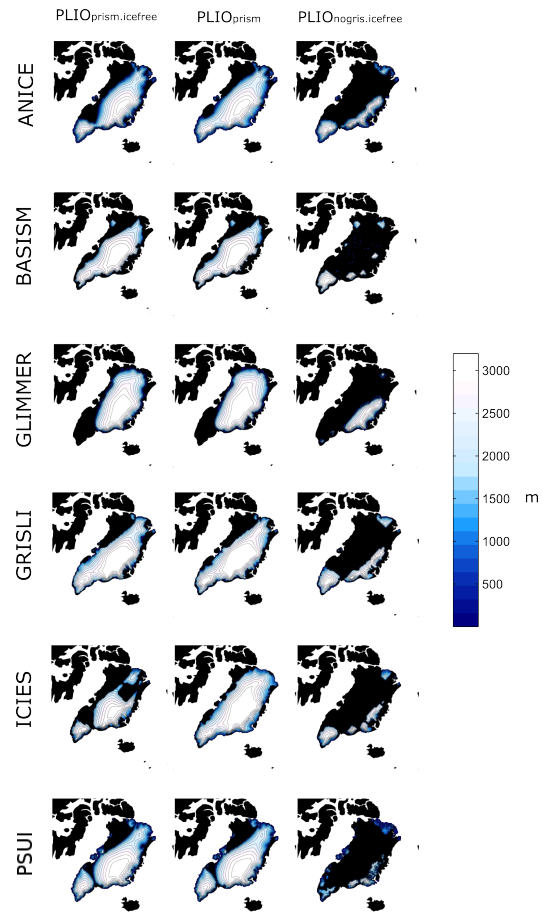 PLIOprism.icefree PLIOprism PLIOnogris.icefree
ANICE
BASISM
GLIMMER
GRISLI
ICIES
PSUI
3000
2500
2000
1500
1000
500
m